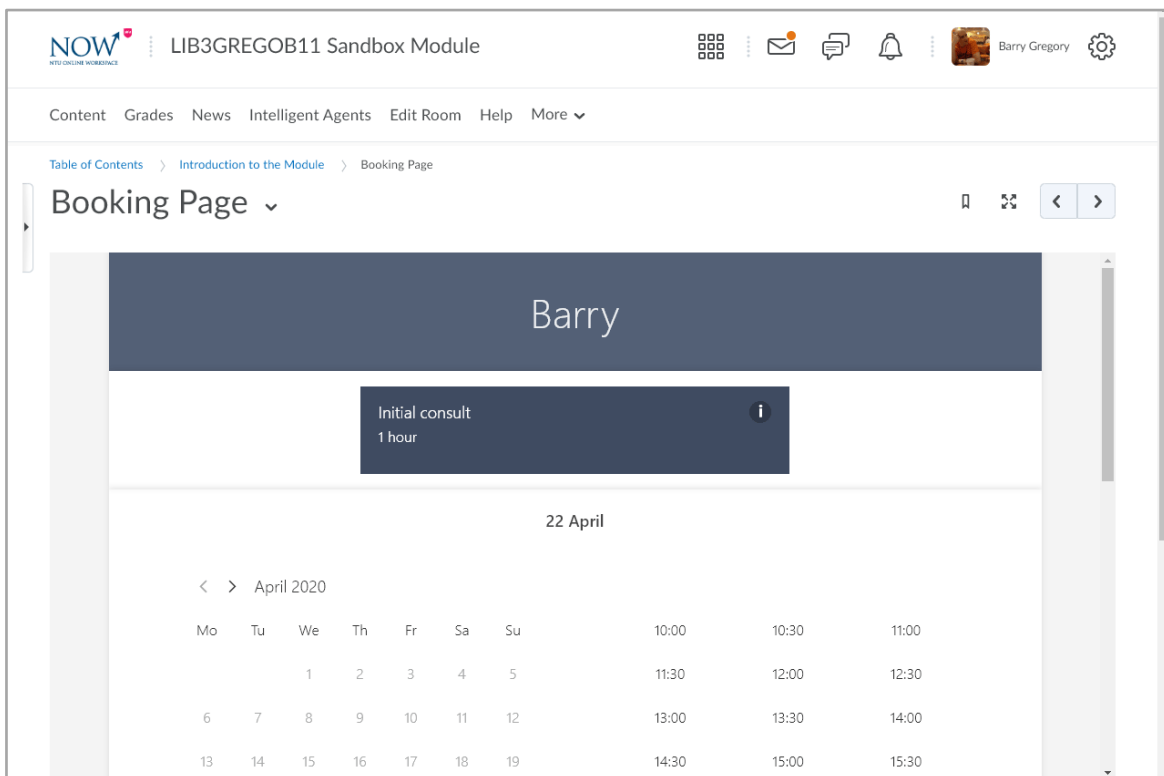 NOW
NTU ONLINE WORKSPACE
LIB3GREGOB11 Sandbox Module
Barry Gregory
Content Grades News Intelligent Agents Edit Room Help More
Table of Contents Introduction to the Module Booking Page
Booking Page
Barry
Initial consult
1 hour
22 April
April 2020
Mo Tu We Th Fr Sa Su 10:00 10:30 11:00
1 2 3 4 5 11:30 12:00 12:30
6 7 8 9 10 11 12 13:00 13:30 14:00
13 14 15 16 17 18 19 14:30 15:00 15:30